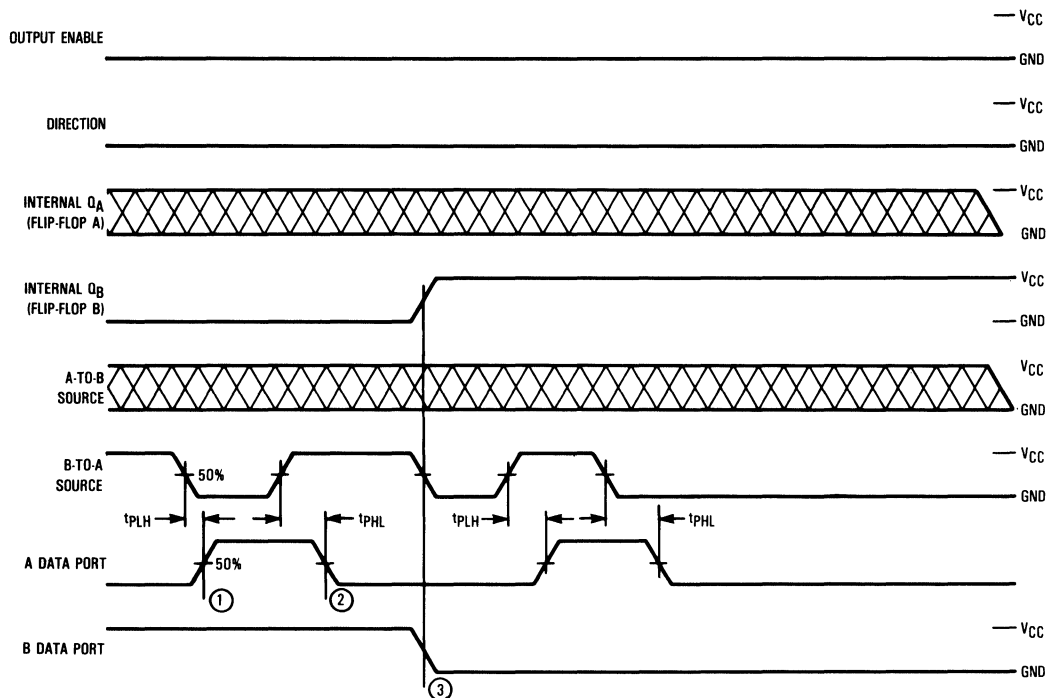 OUTPUT ENABLE
VCC
GND
DIRECTION
VCC
GND
INTERNAL QA
(FLIP-FLOP A)
VCC
GND
INTERNAL QB
(FLIP-FLOP B)
VCC
GND
A-TO-B
SOURCE
VCC
GND
B-TO-A
SOURCE
50%
VCC
GND
tPLH
tPHL
tPLH
tPHL
A DATA PORT
50%
1
2
B DATA PORT
VCC
GND
3